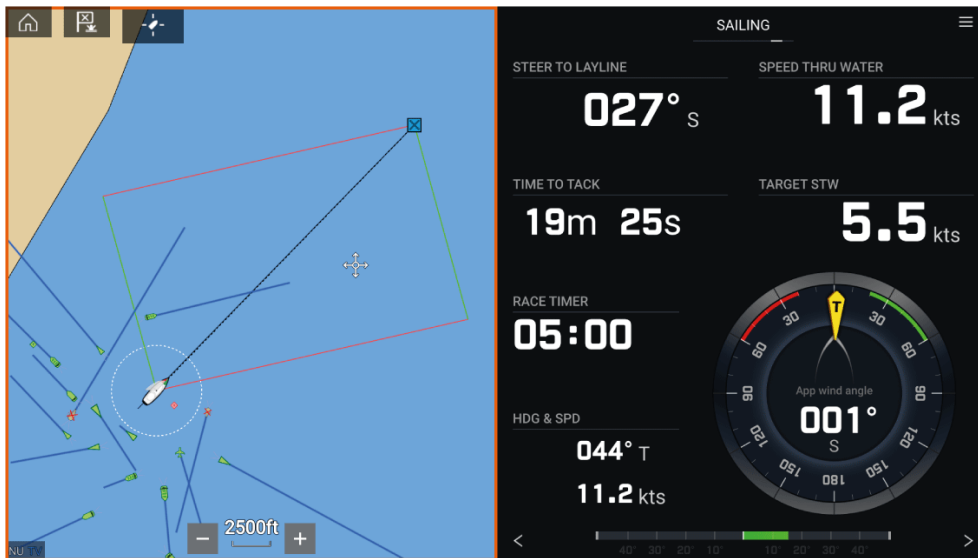 SAILING
STEER TO LAYLINE
027° S
SPEED THRU WATER
11.2 kts
TIME TO TACK
19m 25s
TARGET STW
5.5 kts
RACE TIMER
05:00
T
30 30
60 60
90 90
120 120
150 150
180
App wind angle
001°
S
HDG & SPD
044° T
11.2 kts
2500ft
40° 30° 20° 10° 10° 20° 30° 40°